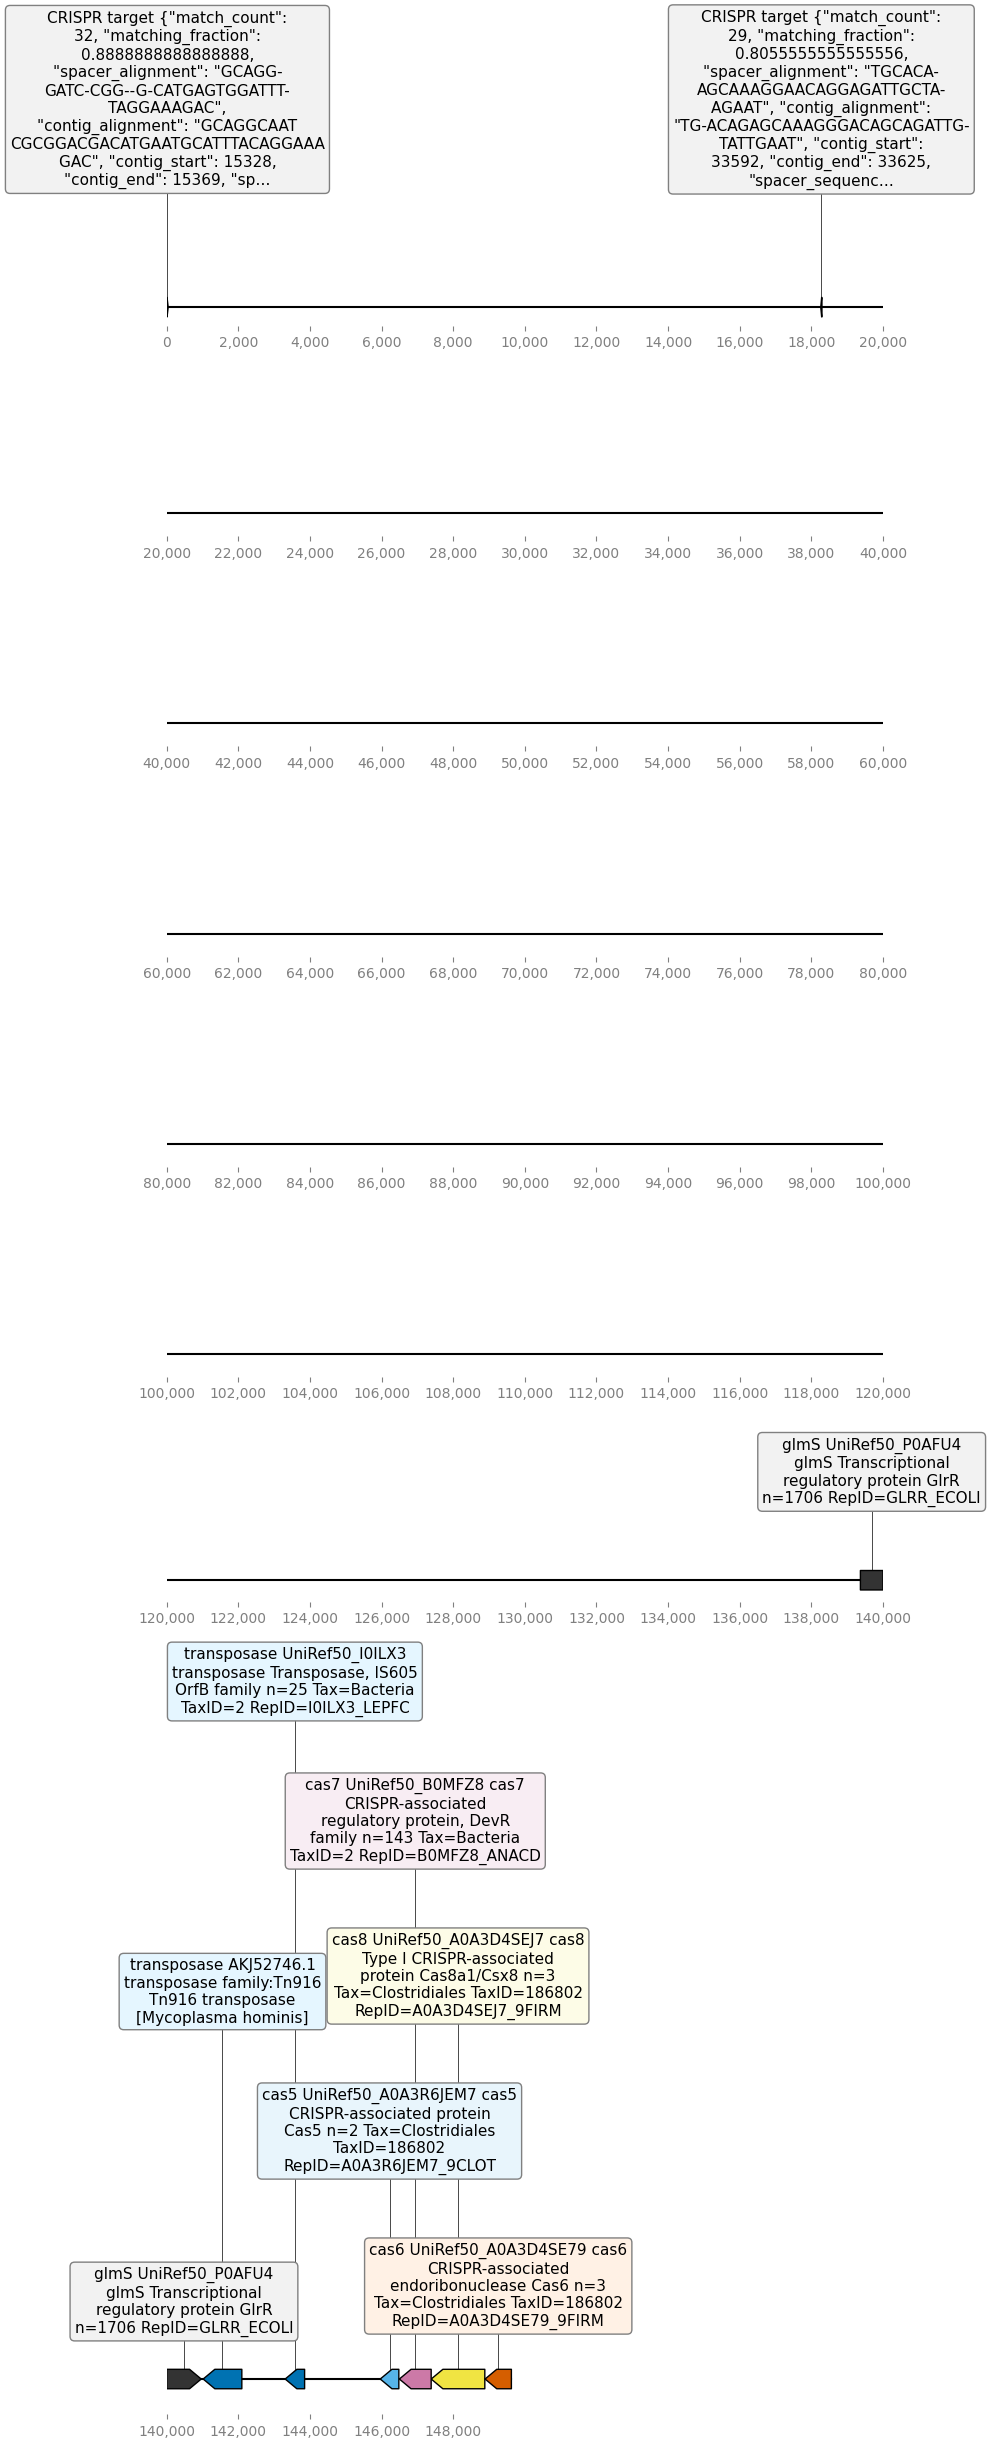 CRISPR target {"match_count":
32, "matching_fraction":
0.8888888888888888,
"spacer_alignment": "GCAGG-
GATC-CGG--G-CATGAGTGGATTT-
TAGGAAAGAC",
"contig_alignment": "GCAGGCAAT
CGCGGACGACATGAATGCATTTACAGGAAA
GAC", "contig_start": 15328,
"contig_end": 15369, "sp...
CRISPR target {"match_count":
29, "matching_fraction":
0.8055555555555556,
"spacer_alignment": "TGCACA-
AGCAAAGGAACAGGAGATTGCTA-
AGAAT", "contig_alignment":
"TG-ACAGAGCAAAGGGACAGCAGATTG-
TATTGAAT", "contig_start":
33592, "contig_end": 33625,
"spacer_sequenc...
0 2,000 4,000 6,000 8,000 10,000 12,000 14,000 16,000 18,000 20,000
20,000 22,000 24,000 26,000 28,000 30,000 32,000 34,000 36,000 38,000 40,000
40,000 42,000 44,000 46,000 48,000 50,000 52,000 54,000 56,000 58,000 60,000
60,000 62,000 64,000 66,000 68,000 70,000 72,000 74,000 76,000 78,000 80,000
80,000 82,000 84,000 86,000 88,000 90,000 92,000 94,000 96,000 98,000 100,000
100,000 102,000 104,000 106,000 108,000 110,000 112,000 114,000 116,000 118,000 120,000
glmS UniRef50_P0AFU4
glmS Transcriptional
regulatory protein GlrR
n=1706 RepID=GLRR_ECOLI
120,000 122,000 124,000 126,000 128,000 130,000 132,000 134,000 136,000 138,000 140,000
transposase UniRef50_I0ILX3
transposase Transposase, IS605
OrfB family n=25 Tax=Bacteria
TaxID=2 RepID=I0ILX3_LEPFC
cas7 UniRef50_B0MFZ8 cas7
CRISPR-associated
regulatory protein, DevR
family n=143 Tax=Bacteria
TaxID=2 RepID=B0MFZ8_ANACD
cas8 UniRef50_A0A3D4SEJ7 cas8
Type I CRISPR-associated
protein Cas8a1/Csx8 n=3
Tax=Clostridiales TaxID=186802
RepID=A0A3D4SEJ7_9FIRM
transposase AKJ52746.1
transposase family:Tn916
Tn916 transposase
[Mycoplasma hominis]
cas5 UniRef50_A0A3R6JEM7 cas5
CRISPR-associated protein
Cas5 n=2 Tax=Clostridiales
TaxID=186802
RepID=A0A3R6JEM7_9CLOT
cas6 UniRef50_A0A3D4SE79 cas6
CRISPR-associated
endoribonuclease Cas6 n=3
Tax=Clostridiales TaxID=186802
RepID=A0A3D4SE79_9FIRM
glmS UniRef50_P0AFU4
glmS Transcriptional
regulatory protein GlrR
n=1706 RepID=GLRR_ECOLI
140,000 142,000 144,000 146,000 148,000